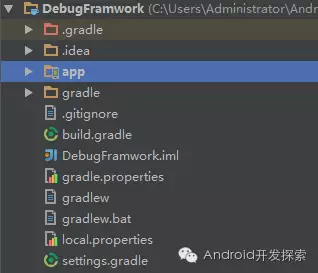 DebugFramwork (C:\Users\Administrator\And
.gradle
.idea
app
gradle
.gitignore
build.gradle
DebugFramwork.iml
gradle.properties
gradlew
gradlew.bat
local.properties
settings.gradle
Android开发探索